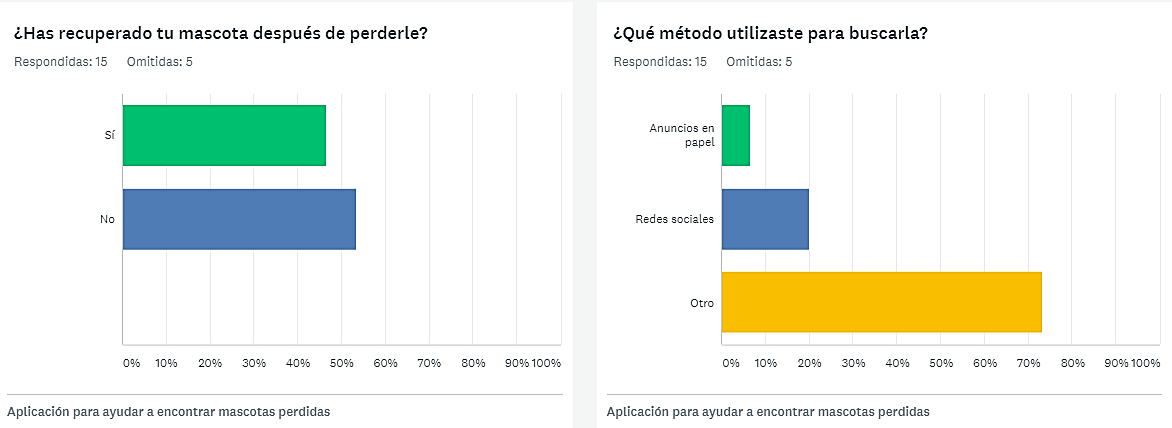 ¿Has recuperado tu mascota después de perderle?
Respondidas: 15 Omitidas: 5
Sí
No
0% 10% 20% 30% 40% 50% 60% 70% 80% 90% 100%
Aplicación para ayudar a encontrar mascotas perdidas
¿Qué método utilizaste para buscarla?
Respondidas: 15 Omitidas: 5
Anuncios en
papel
Redes sociales
Otro
0% 10% 20% 30% 40% 50% 60% 70% 80% 90% 100%
Aplicación para ayudar a encontrar mascotas perdidas